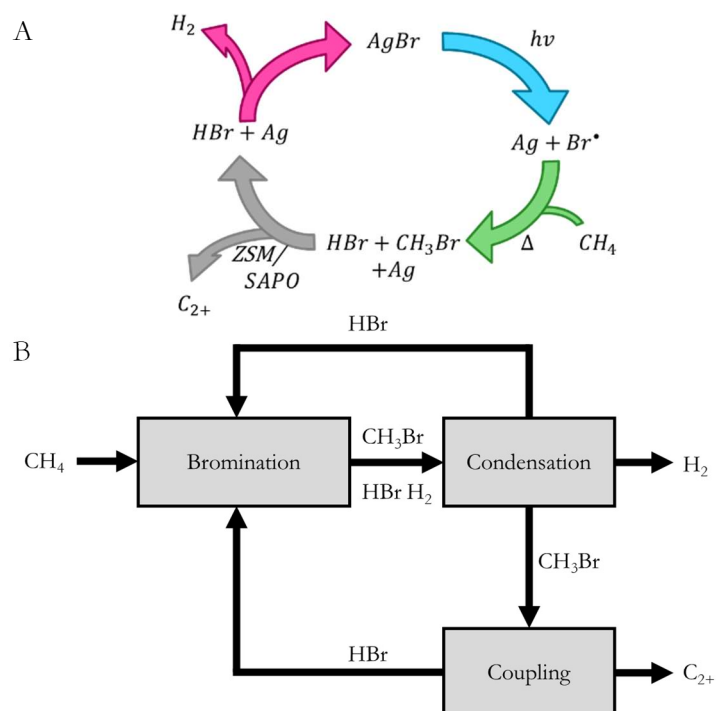 A
H₂
AgBr
hν
HBr + Ag
Ag + Br•
HBr + CH₃Br
+Ag
Δ
CH₄
ZSM/
SAPO
C₂₊
B
HBr
CH₄
Bromination
CH₃Br
HBr H₂
Condensation
H₂
CH₃Br
HBr
Coupling
C₂₊